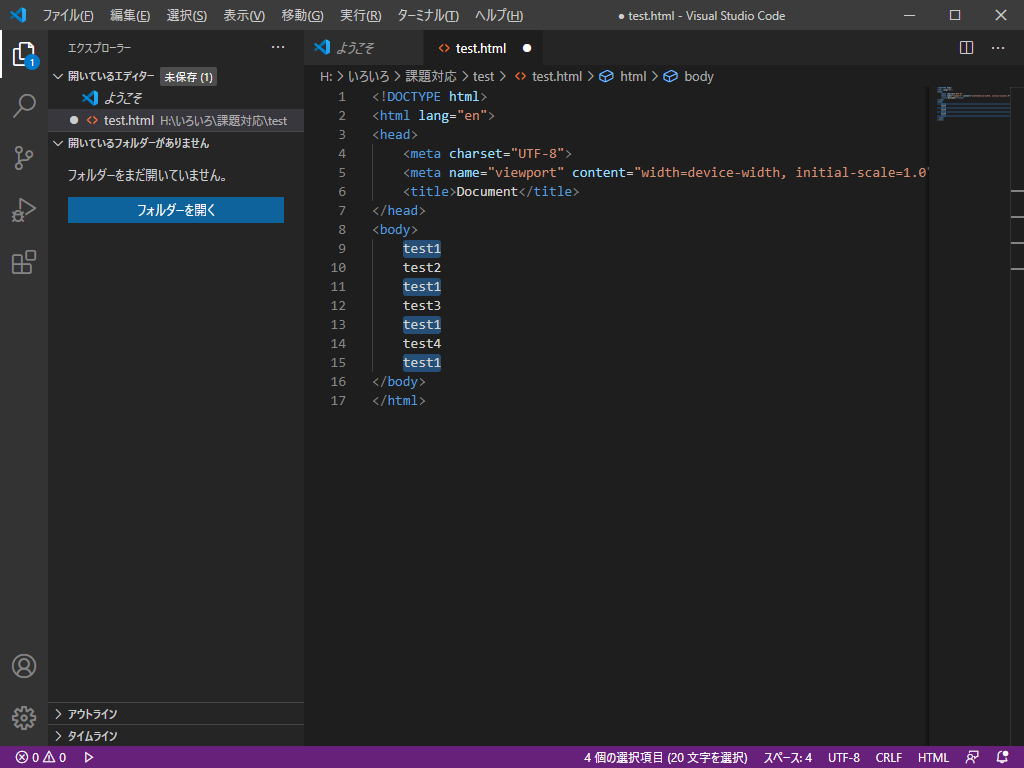 ファイル(F) 編集(E) 選択(S) 表示(V) 移動(G) 実行(R) ターミナル(T) ヘルプ(H) ● test.html - Visual Studio Code
エクスプローラー ···
開いているエディター 未保存 (1)
ようこそ
● <> test.html H:\いろいろ\課題対応\test
開いているフォルダーがありません
フォルダーをまだ開いていません。
フォルダーを開く
アウトライン
タイムライン
1
ようこそ <> test.html ●
H: > いろいろ > 課題対応 > test > <> test.html > html > body
1 <!DOCTYPE html>
2 <html lang="en">
3 <head>
4 <meta charset="UTF-8">
5 <meta name="viewport" content="width=device-width, initial-scale=1.0"
6 <title>Document</title>
7 </head>
8 <body>
9 test1
10 test2
11 test1
12 test3
13 test1
14 test4
15 test1
16 </body>
17 </html>
0 0 4 個の選択項目 (20 文字を選択) スペース: 4 UTF-8 CRLF HTML